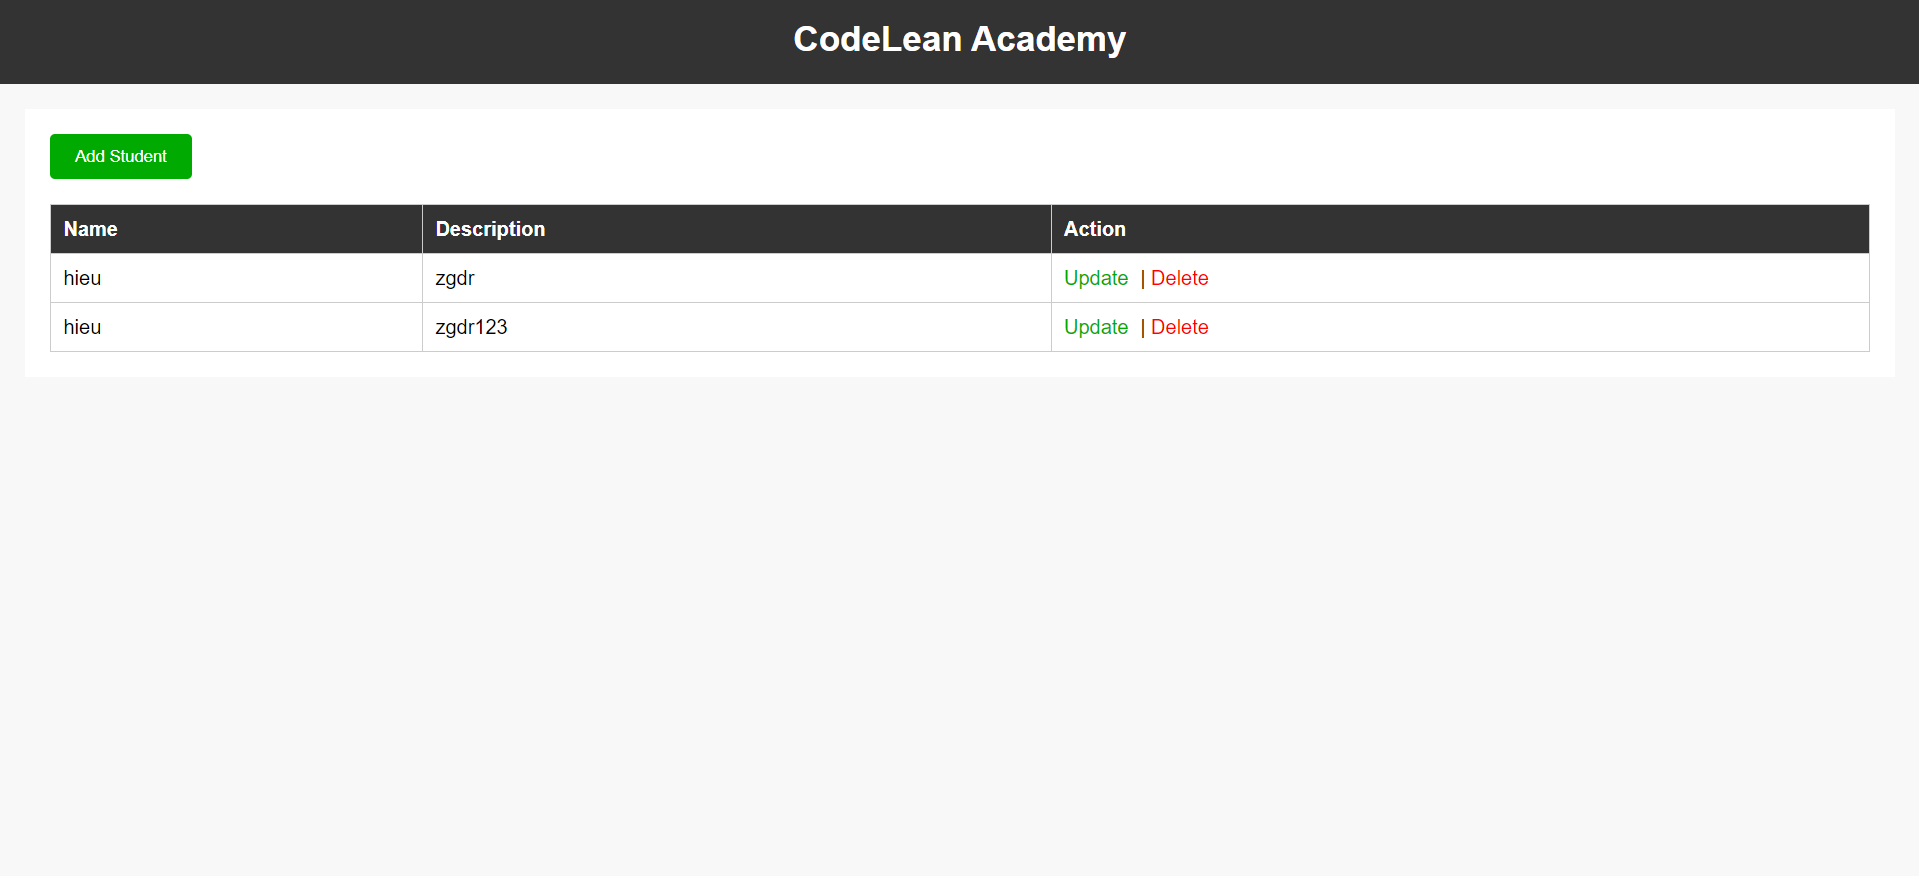 CodeLean Academy
Add Student
Name Description Action
hieu zgdr Update | Delete
hieu zgdr123 Update | Delete